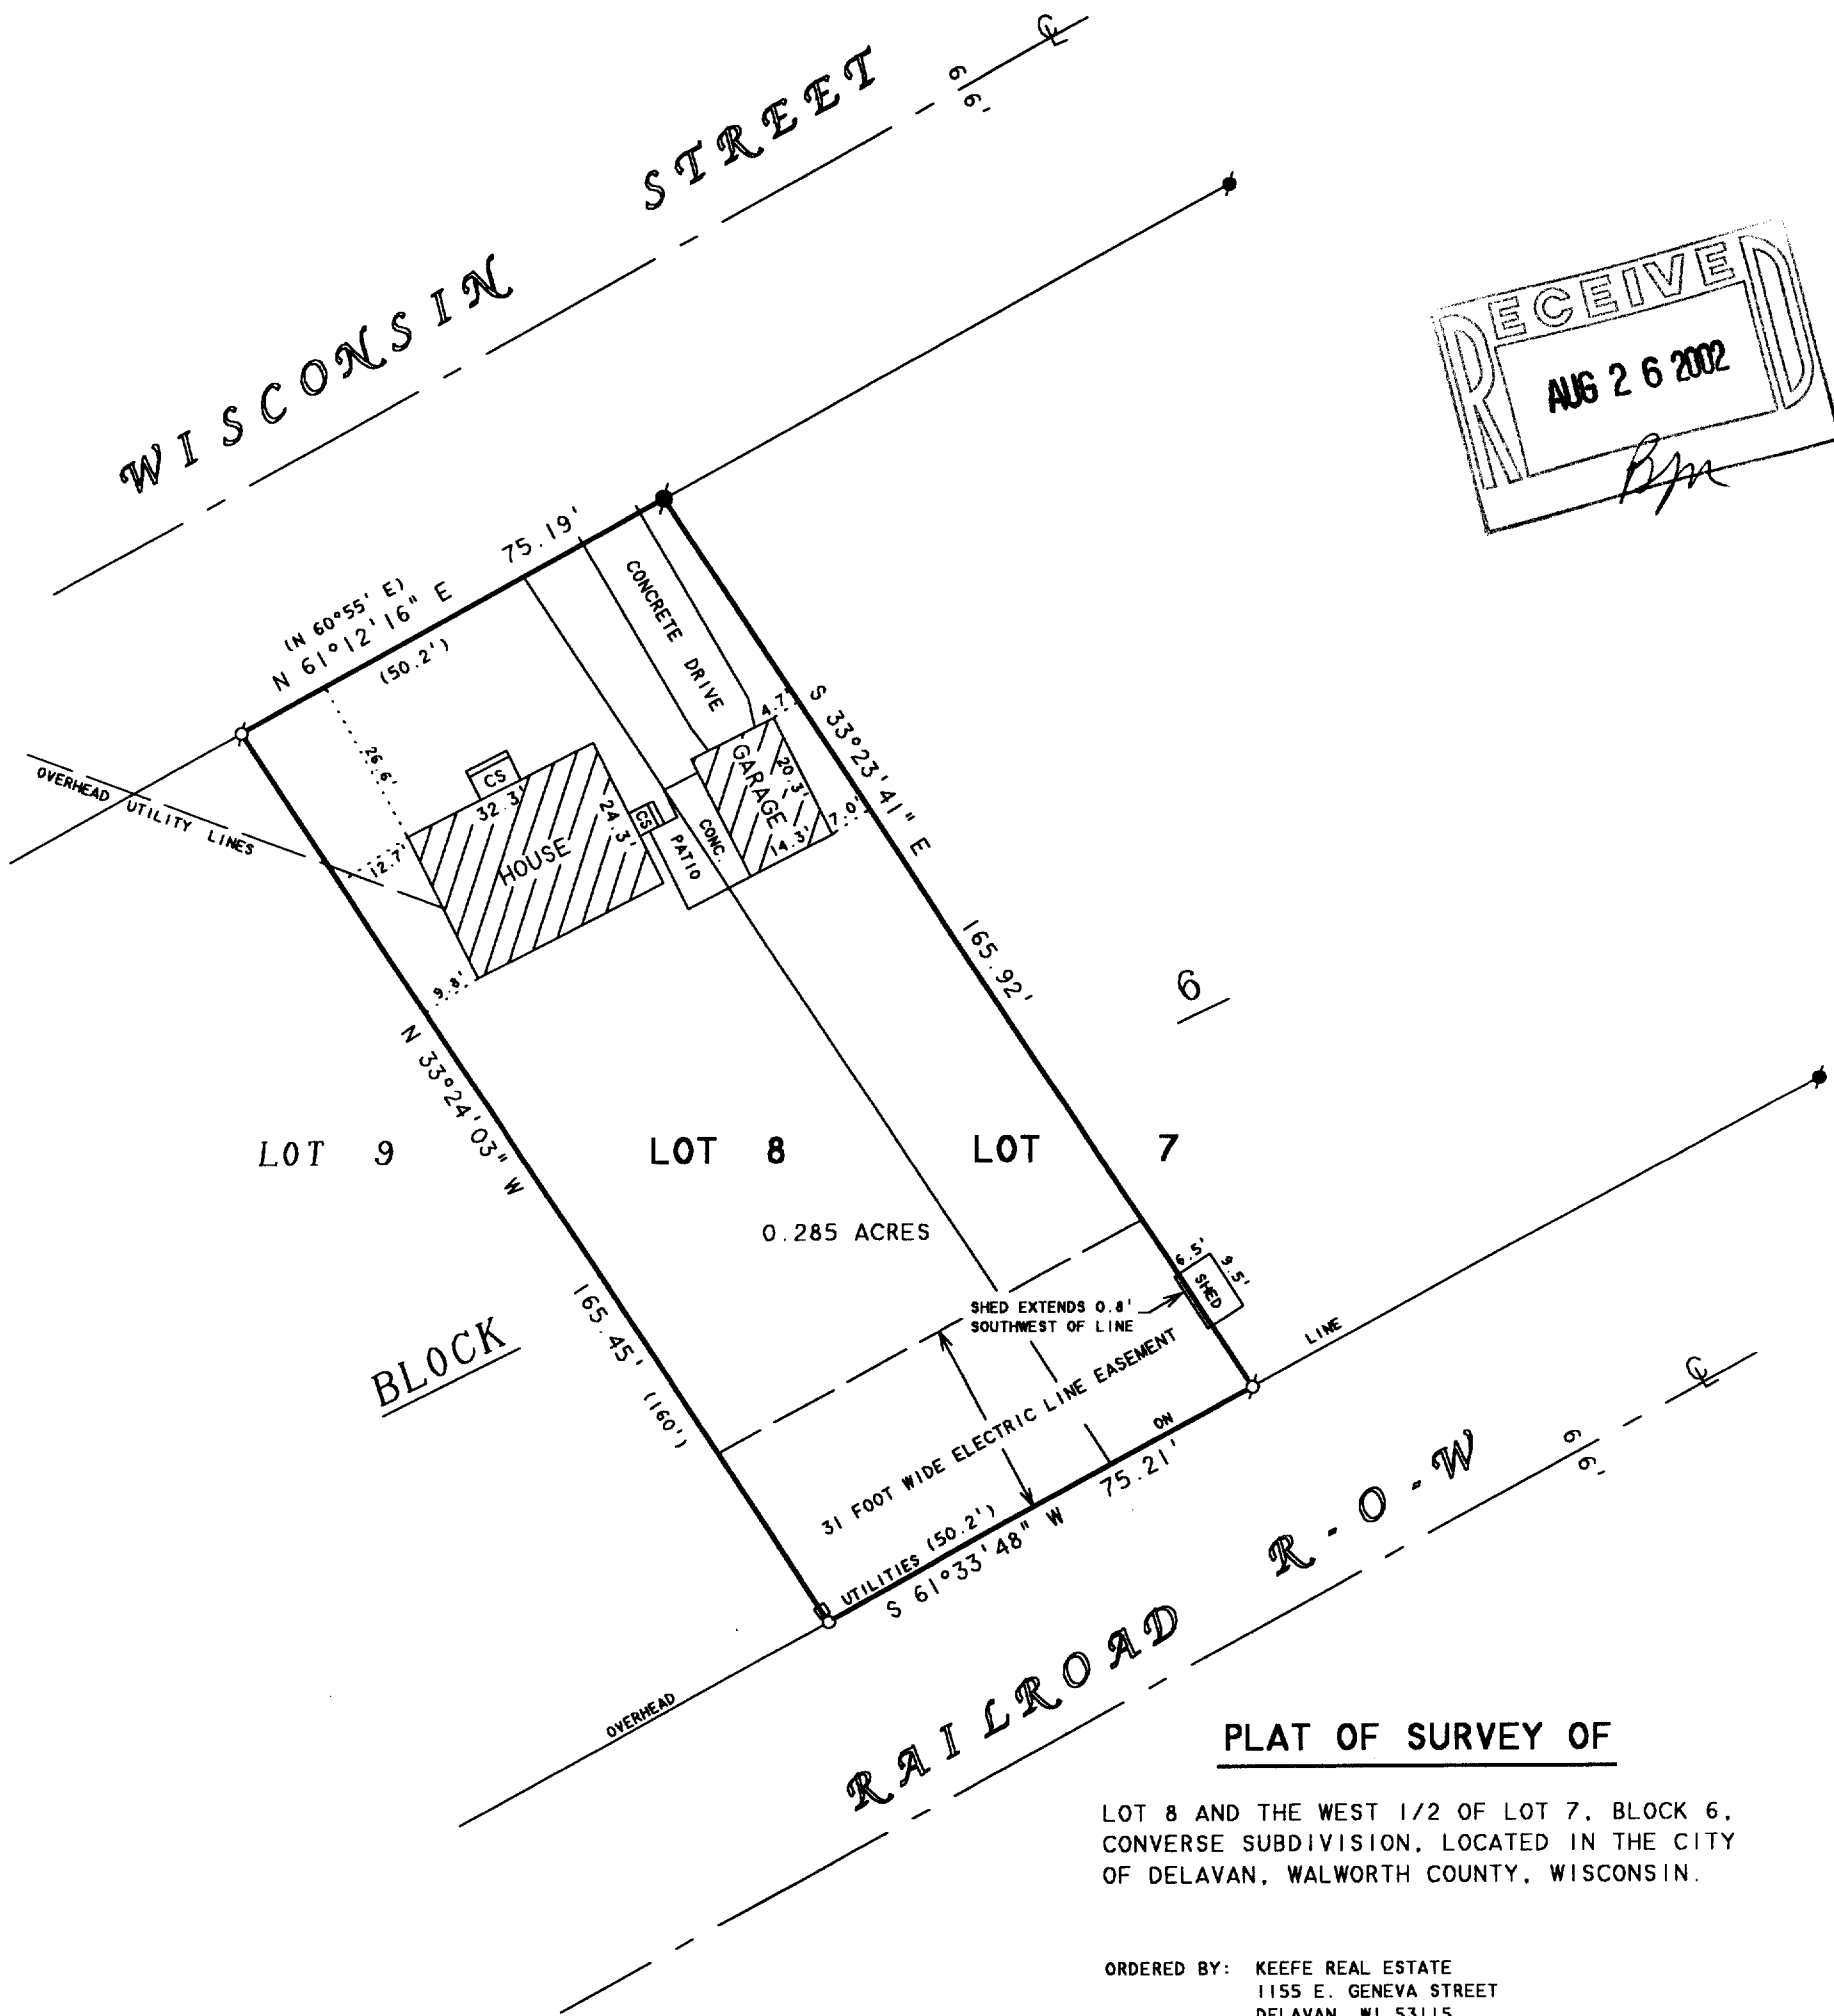 WISCONSIN STREET
℄
66'
RECEIVED
AUG 26 2002
75.19'
(N 60°55' E)
N 61°12'16" E
(50.2')
CONCRETE DRIVE
26.6'
4.7'
S 33°23'41" E
165.92'
OVERHEAD UTILITY LINES
CS
32.3'
24.3'
HOUSE
12.7'
9.8'
CS
PATIO
CONC.
GARAGE
20.3'
14.3'
7.0'
N 33°24'03" W
165.45' (160')
6
LOT 9
LOT 8
LOT 7
0.285 ACRES
BLOCK
6.5'
9.5'
SHED
SHED EXTENDS 0.8'
SOUTHWEST OF LINE
31 FOOT WIDE ELECTRIC LINE EASEMENT
OVERHEAD UTILITIES (50.2') ON LINE
S 61°33'48" W 75.21'
℄
66'
RAILROAD R-O-W
PLAT OF SURVEY OF
LOT 8 AND THE WEST 1/2 OF LOT 7, BLOCK 6,
CONVERSE SUBDIVISION, LOCATED IN THE CITY
OF DELAVAN, WALWORTH COUNTY, WISCONSIN.
ORDERED BY: KEEFE REAL ESTATE
1155 E. GENEVA STREET
DELAVAN, WI 53115